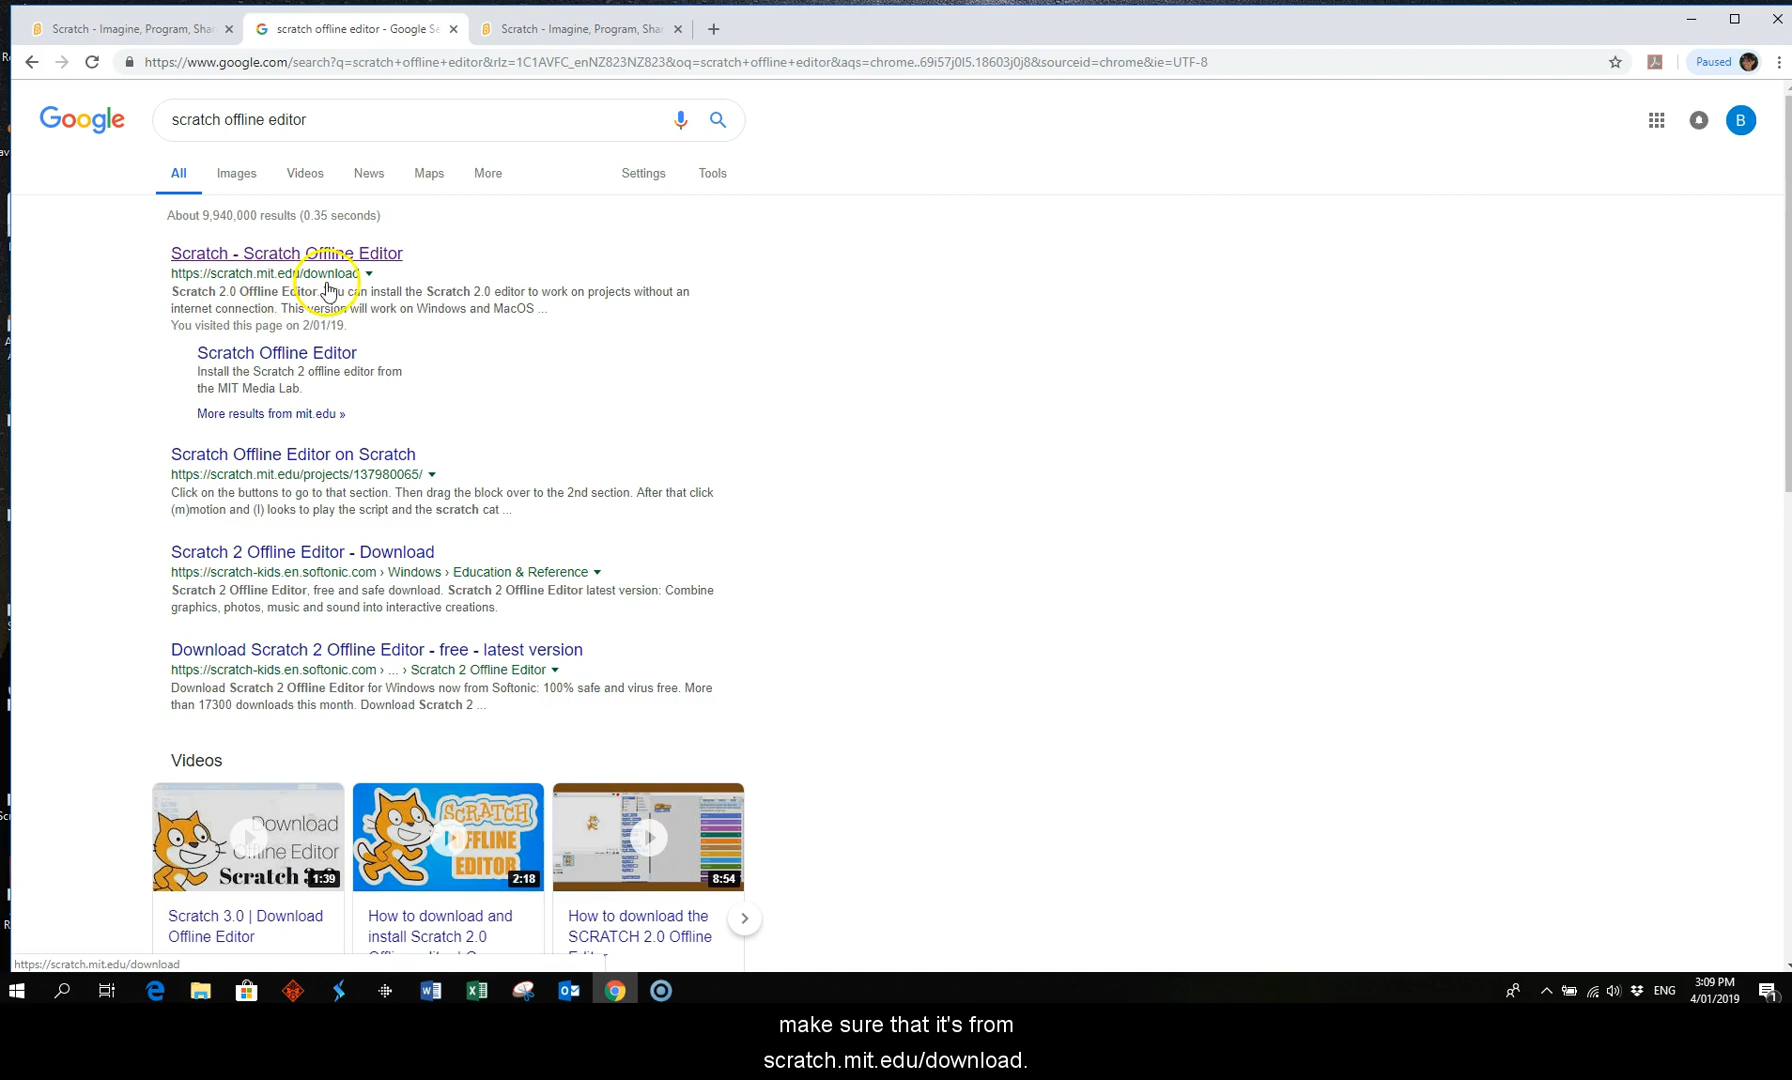 Scratch - Imagine, Program, Shar
scratch offline editor - Google Se
Scratch - Imagine, Program, Shar
https://www.google.com/search?q=scratch+offline+editor&rlz=1C1AVFC_enNZ823NZ823&oq=scratch+offline+editor&aqs=chrome..69i57j0l5.18603j0j8&sourceid=chrome&ie=UTF-8
Paused
Google
scratch offline editor
B
All Images Videos News Maps More Settings Tools
About 9,940,000 results (0.35 seconds)
Scratch - Scratch Offline Editor
https://scratch.mit.edu/download
Scratch 2.0 Offline Editor. You can install the Scratch 2.0 editor to work on projects without an
internet connection. This version will work on Windows and MacOS ...
You visited this page on 2/01/19.
Scratch Offline Editor
Install the Scratch 2 offline editor from
the MIT Media Lab.
More results from mit.edu »
Scratch Offline Editor on Scratch
https://scratch.mit.edu/projects/137980065/
Click on the buttons to go to that section. Then drag the block over to the 2nd section. After that click
(m)motion and (l) looks to play the script and the scratch cat ...
Scratch 2 Offline Editor - Download
https://scratch-kids.en.softonic.com › Windows › Education & Reference
Scratch 2 Offline Editor, free and safe download. Scratch 2 Offline Editor latest version: Combine
graphics, photos, music and sound into interactive creations.
Download Scratch 2 Offline Editor - free - latest version
https://scratch-kids.en.softonic.com › ... › Scratch 2 Offline Editor
Download Scratch 2 Offline Editor for Windows now from Softonic: 100% safe and virus free. More
than 17300 downloads this month. Download Scratch 2 ...
Videos
Download
Offline Editor
Scratch
1:39
SCRATCH
OFFLINE
EDITOR
2:18
8:54
Scratch 3.0 | Download
Offline Editor
How to download and
install Scratch 2.0
How to download the
SCRATCH 2.0 Offline
https://scratch.mit.edu/download
ENG
3:09 PM
4/01/2019
1
make sure that it's from
scratch.mit.edu/download.